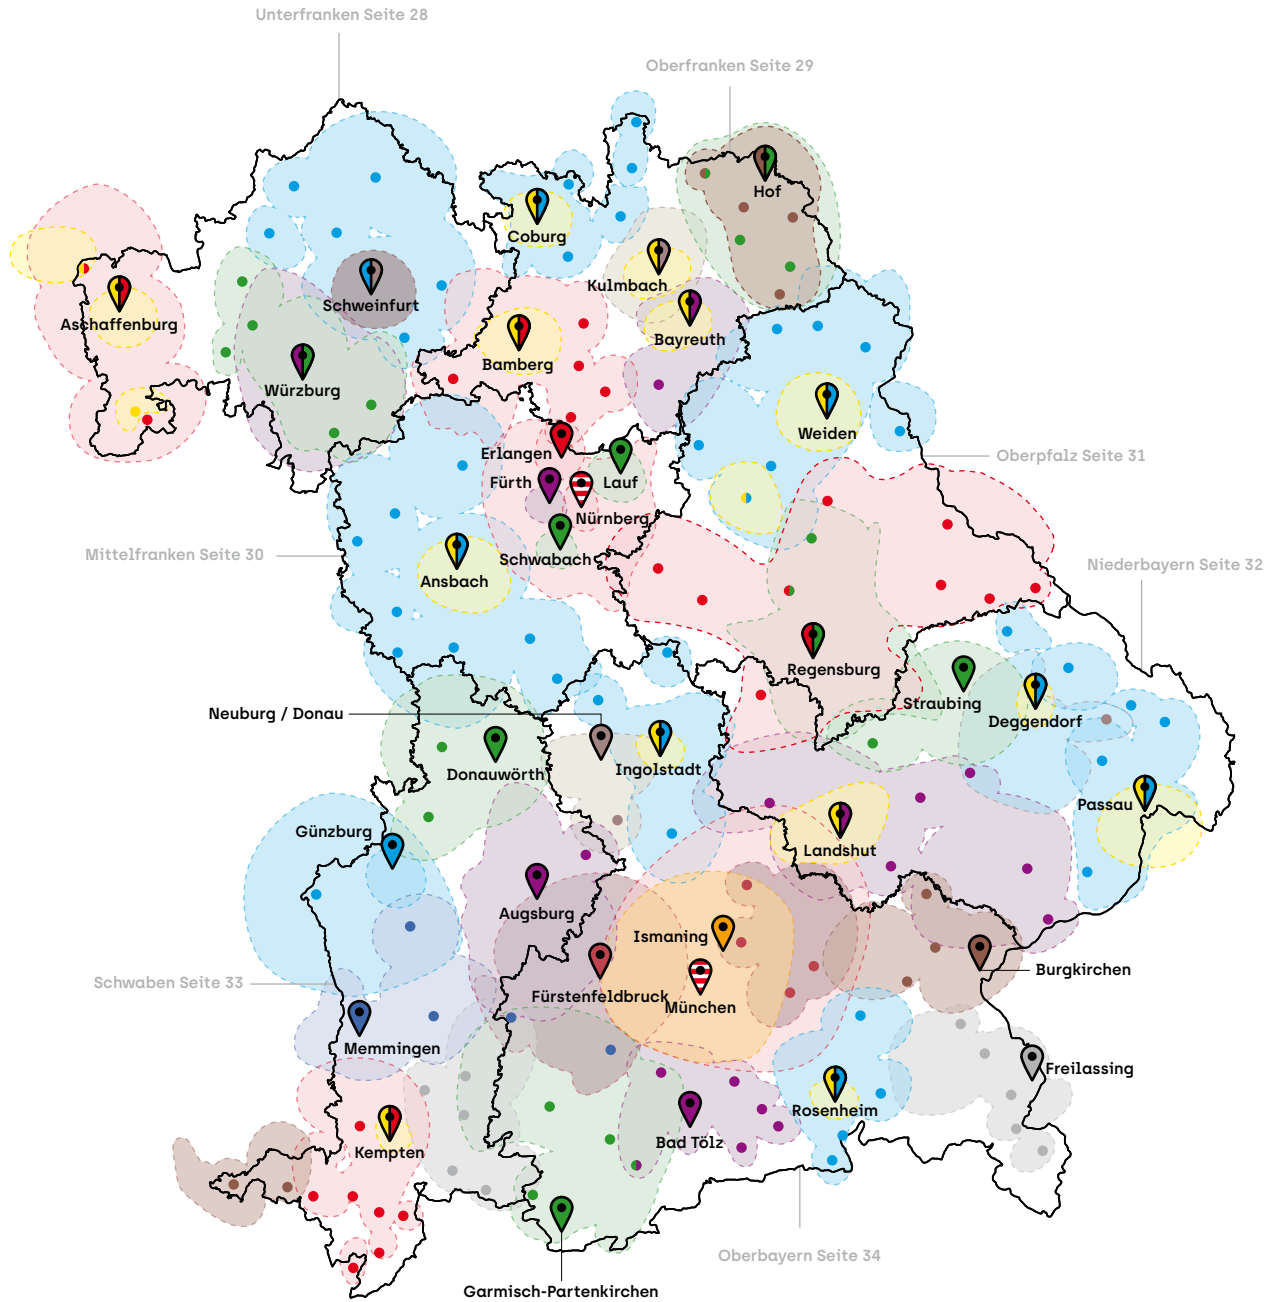 Unterfranken Seite 28
Oberfranken Seite 29
Hof
Coburg
Kulmbach
Schweinfurt
Aschaffenburg
Bayreuth
Bamberg
Würzburg
Weiden
Erlangen
Oberpfalz Seite 31
Fürth
Lauf
Nürnberg
Mittelfranken Seite 30
Schwabach
Niederbayern Seite 32
Ansbach
Regensburg
Straubing
Neuburg / Donau
Deggendorf
Donauwörth
Ingolstadt
Passau
Günzburg
Landshut
Augsburg
Ismaning
Burgkirchen
Schwaben Seite 33
Fürstenfeldbruck
München
Memmingen
Freilassing
Rosenheim
Bad Tölz
Kempten
Oberbayern Seite 34
Garmisch-Partenkirchen